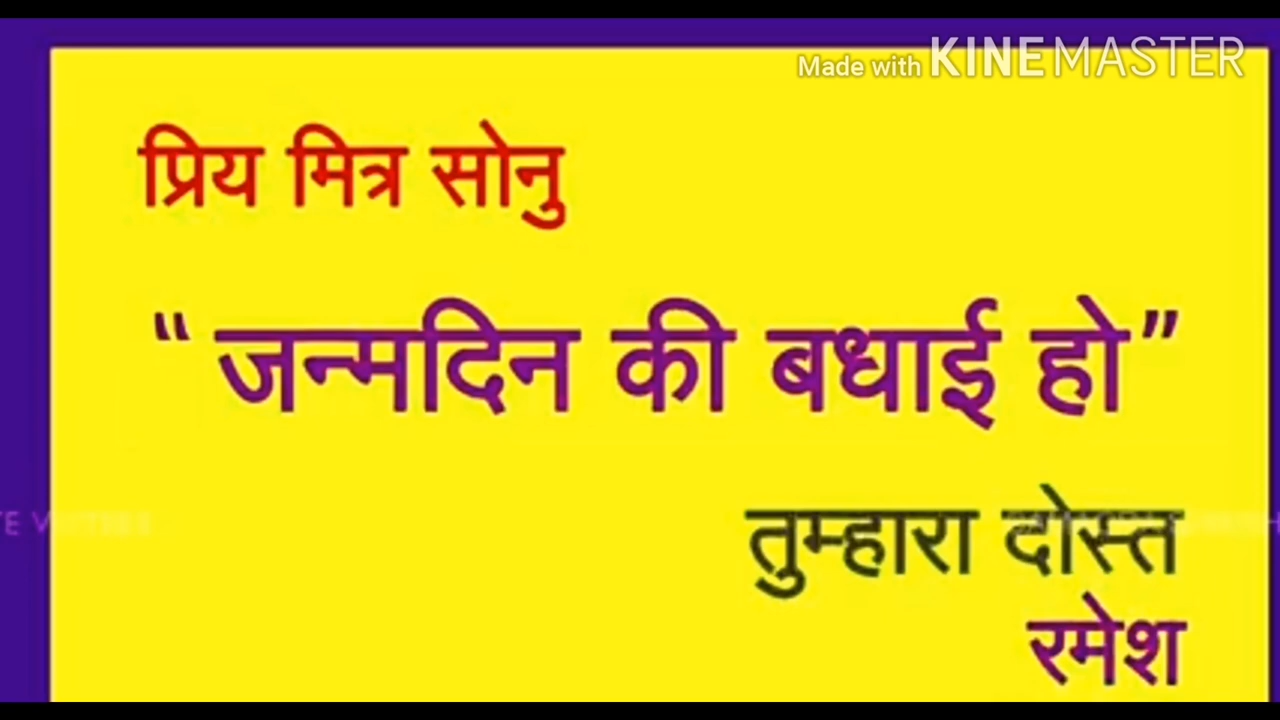 Made with KINEMASTER
प्रिय मित्र सोनु
“जन्मदिन की बधाई हो”
तुम्हारा दोस्त
रमेश